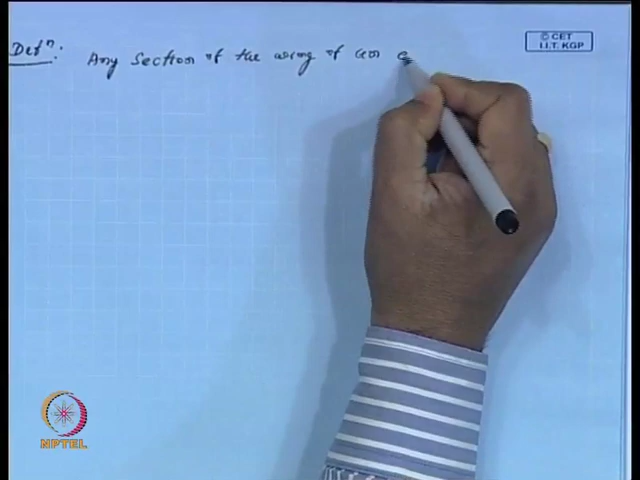 Defⁿ: Any section of the wing of an
© CET
I.I.T. KGP
NPTEL